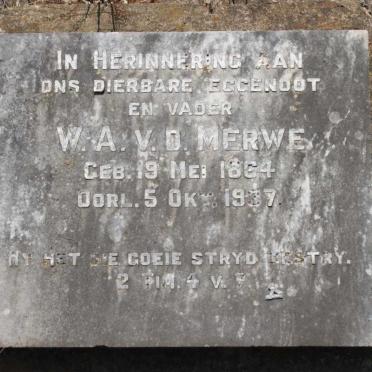 IN HERINNERING AAN
ONS DIERBARE EGGENOOT
EN VADER
W. A. V. D. MERWE
GEB. 19 MEI 1864
OORL. 5 OKT. 1937.
HY HET DIE GOEIE STRYD GESTRY.
2 TIM. 4 V.